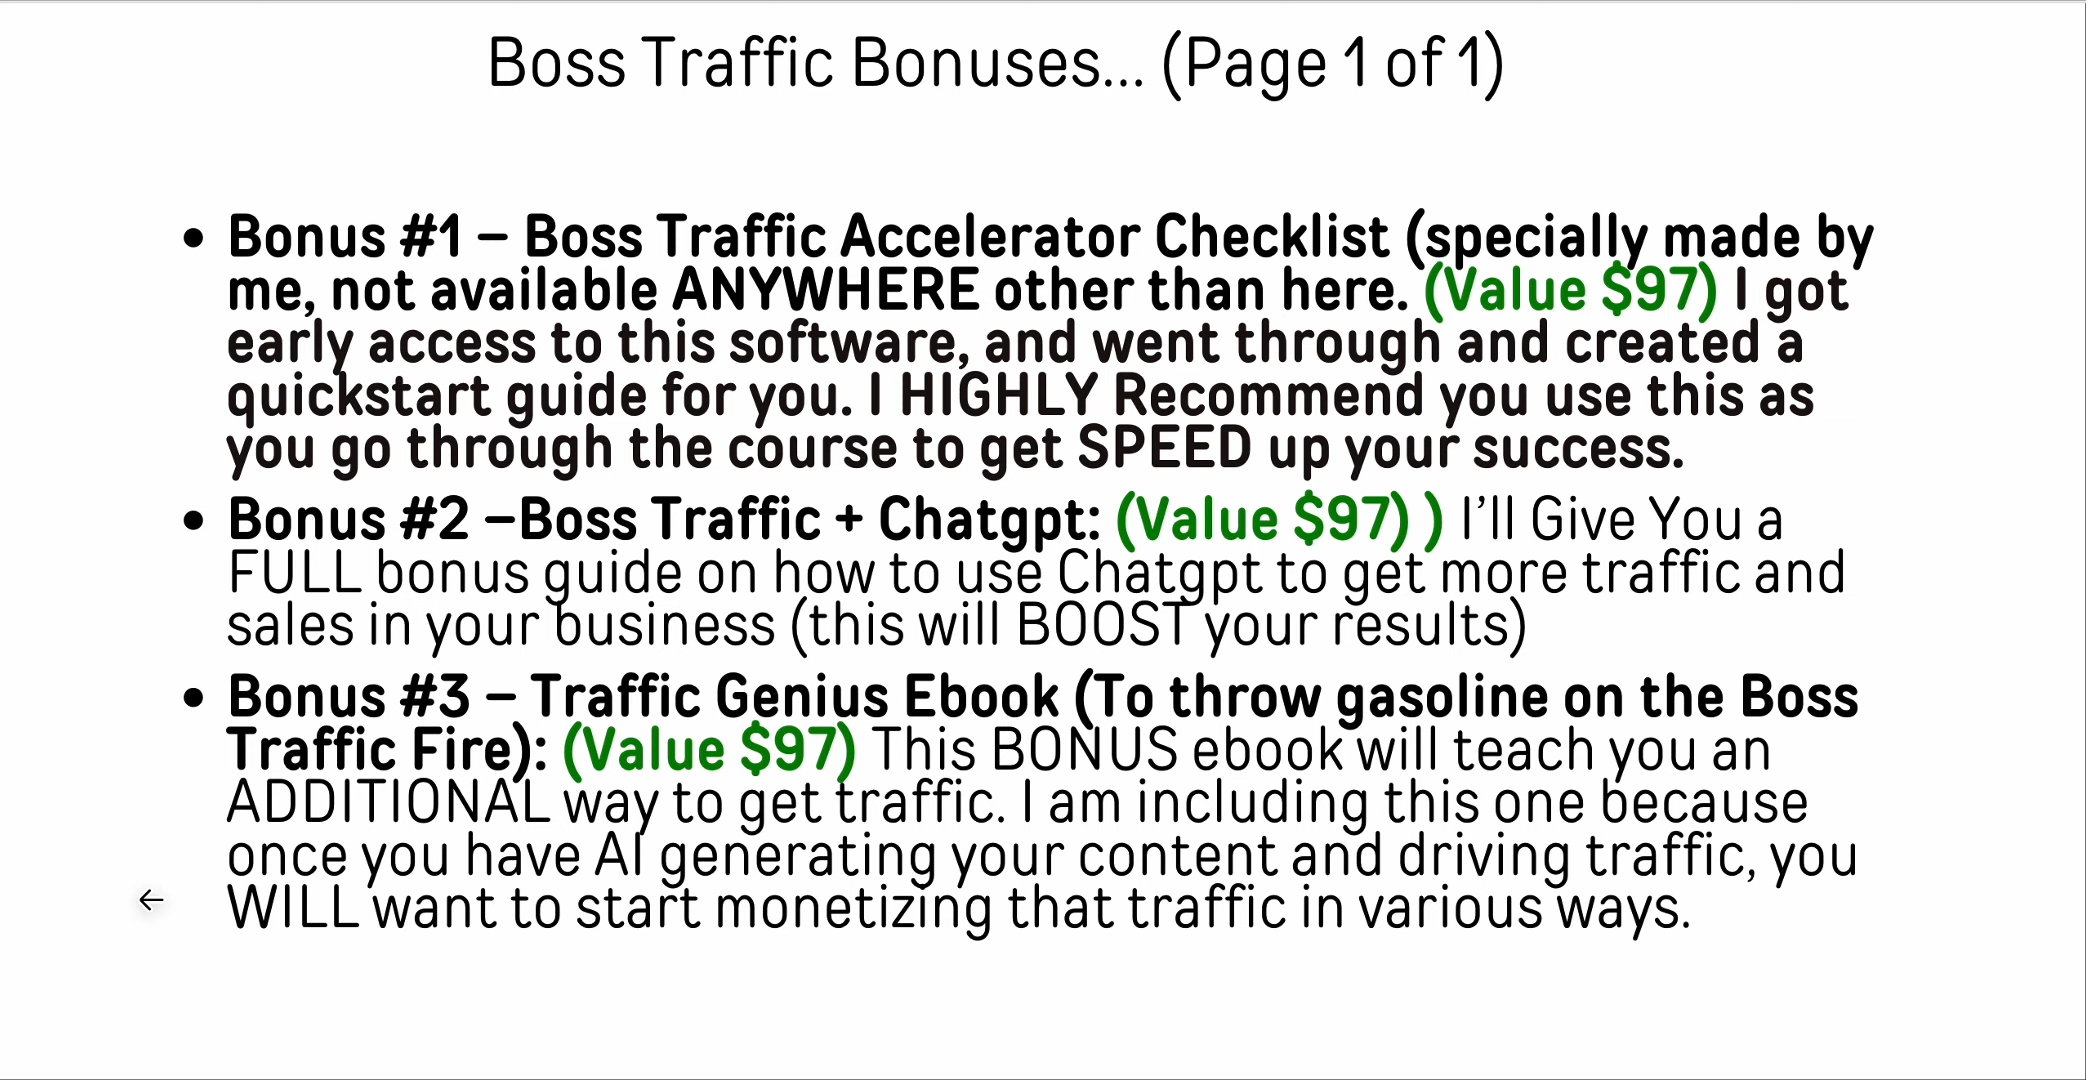 Boss Traffic Bonuses... (Page 1 of 1)
• Bonus #1 – Boss Traffic Accelerator Checklist (specially made by
me, not available ANYWHERE other than here. (Value $97) I got
early access to this software, and went through and created a
quickstart guide for you. I HIGHLY Recommend you use this as
you go through the course to get SPEED up your success.
• Bonus #2 –Boss Traffic + Chatgpt: (Value $97) ) I’ll Give You a
FULL bonus guide on how to use Chatgpt to get more traffic and
sales in your business (this will BOOST your results)
• Bonus #3 – Traffic Genius Ebook (To throw gasoline on the Boss
Traffic Fire): (Value $97) This BONUS ebook will teach you an
ADDITIONAL way to get traffic. I am including this one because
once you have AI generating your content and driving traffic, you
WILL want to start monetizing that traffic in various ways.